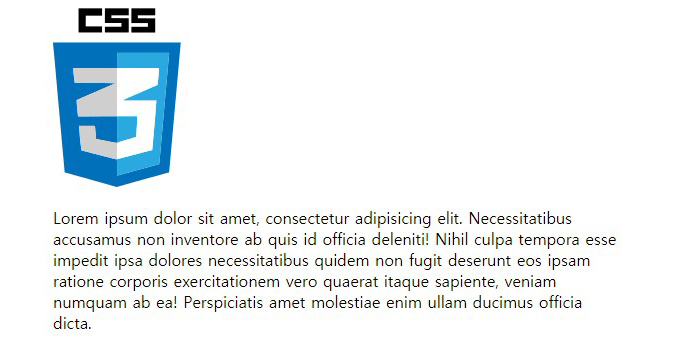 CSS
3
Lorem ipsum dolor sit amet, consectetur adipisicing elit. Necessitatibus
accusamus non inventore ab quis id officia deleniti! Nihil culpa tempora esse
impedit ipsa dolores necessitatibus quidem non fugit deserunt eos ipsam
ratione corporis exercitationem vero quaerat itaque sapiente, veniam
numquam ab ea! Perspiciatis amet molestiae enim ullam ducimus officia
dicta.